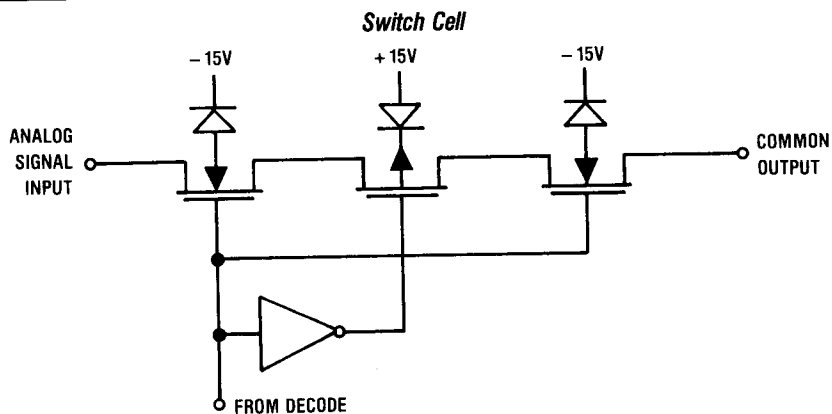 Switch Cell
– 15V
+ 15V
– 15V
ANALOG
SIGNAL
INPUT
COMMON
OUTPUT
FROM DECODE